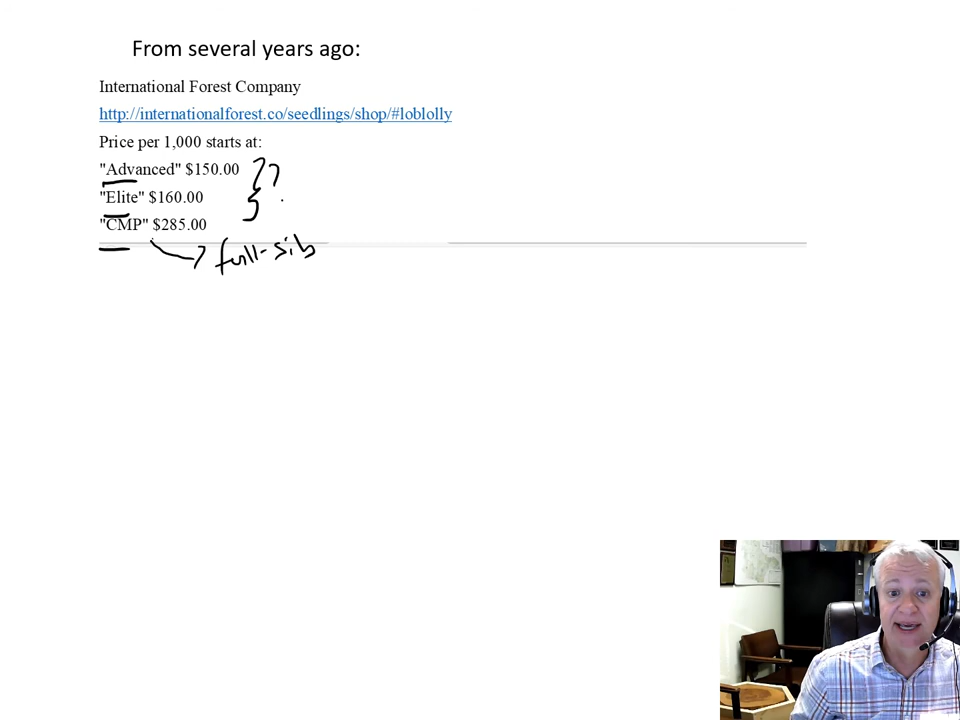 From several years ago:
International Forest Company
http://internationalforest.co/seedlings/shop/#loblolly
Price per 1,000 starts at:
"Advanced" $150.00
"Elite" $160.00
"CMP" $285.00
full-sib